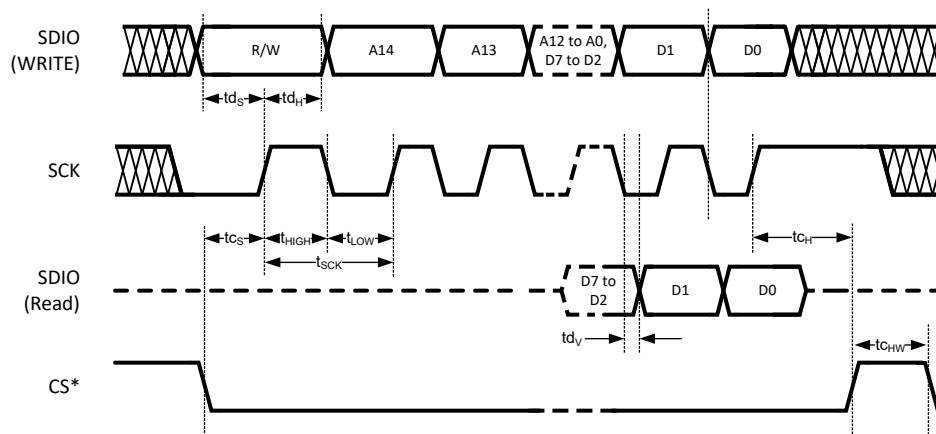 SDIO
(WRITE)
R/W
A14
A13
A12 to A0,
D7 to D2
D1
D0
tdS
tdH
SCK
tcS
tHIGH
tLOW
tSCK
tcH
SDIO
(Read)
D7 to
D2
D1
D0
tdV
tcHW
CS*